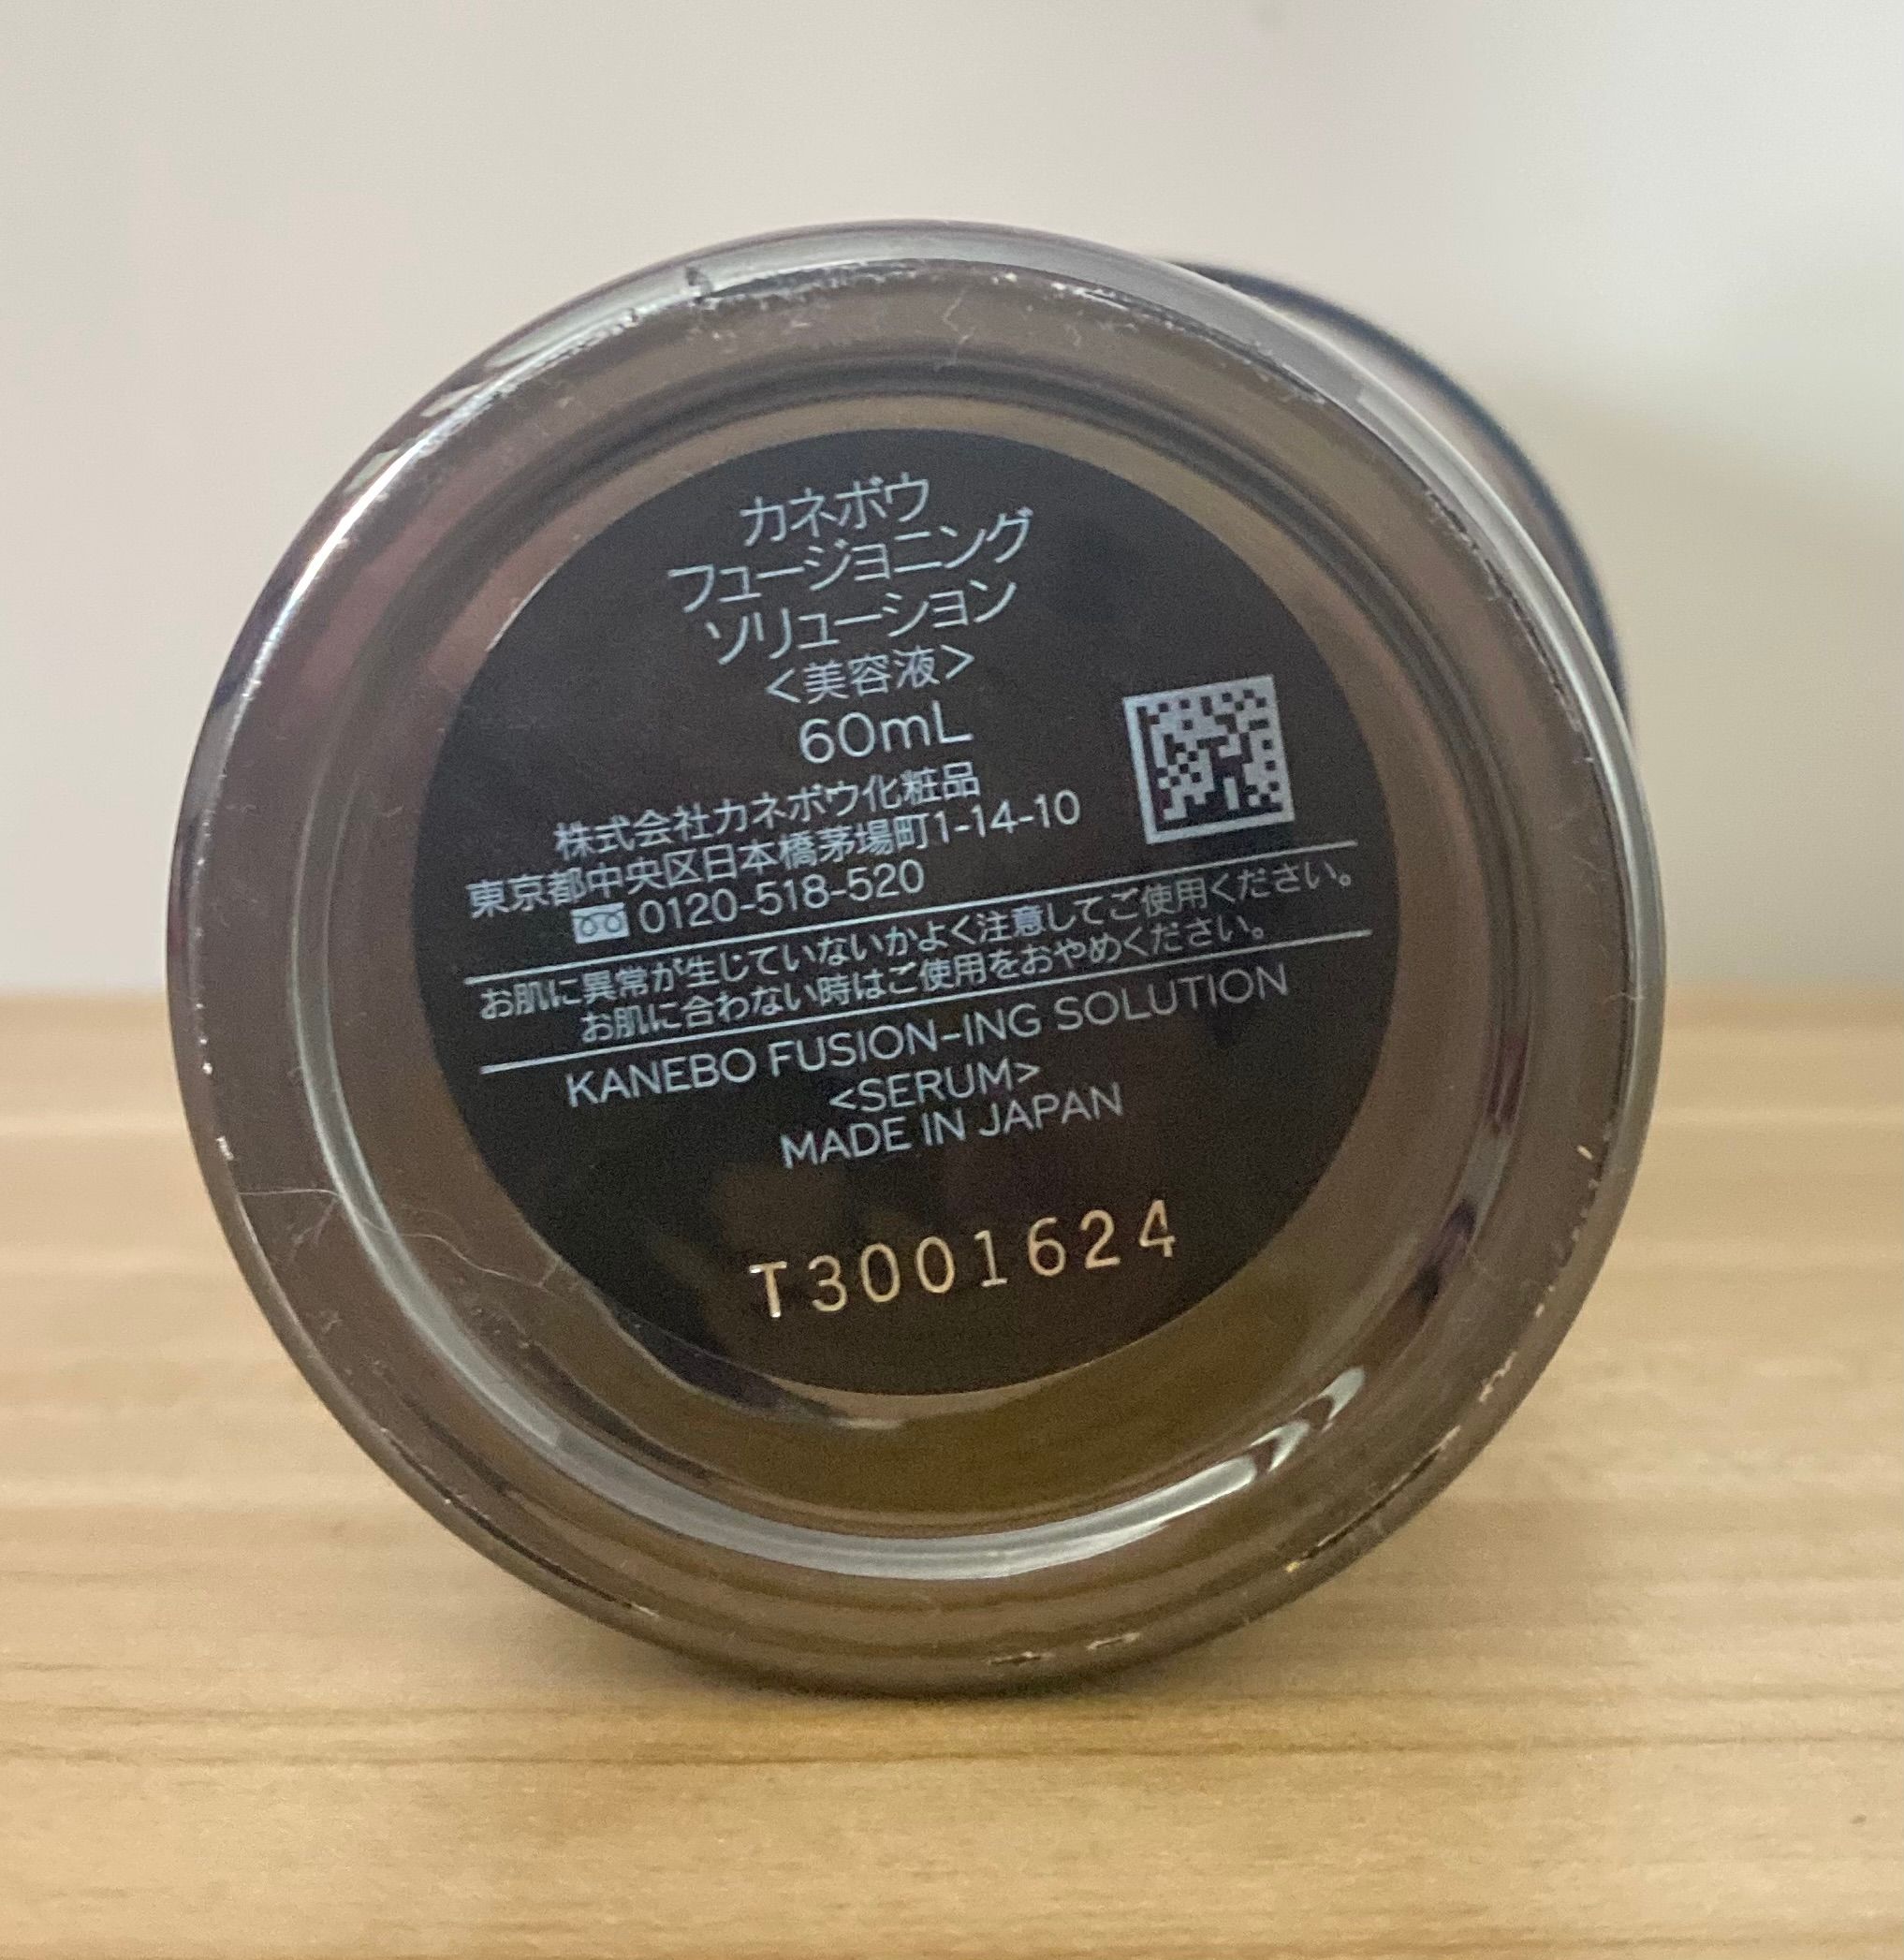 カネボウ
フュージョニング
ソリューション
<美容液>
60mL
株式会社カネボウ化粧品
東京都中央区日本橋茅場町1-14-10
0120-518-520
お肌に異常が生じていないかよく注意してご使用ください。
お肌に合わない時はご使用をおやめください。
KANEBO FUSION-ING SOLUTION
<SERUM>
MADE IN JAPAN
T3001624